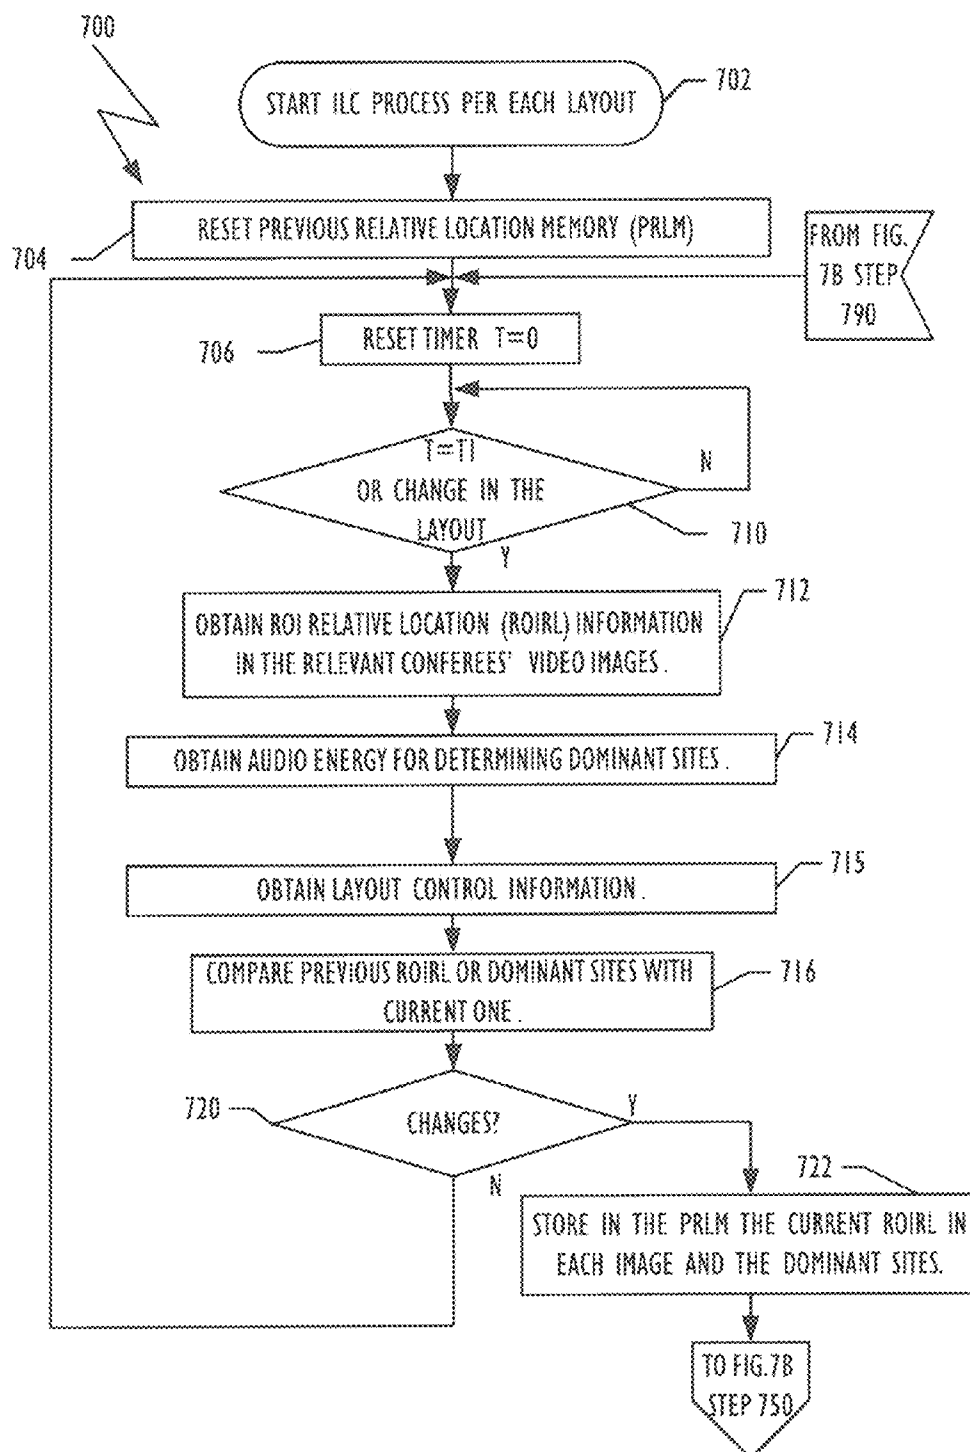 700
702
START ILC PROCESS PER EACH LAYOUT
RESET PREVIOUS RELATIVE LOCATION MEMORY (PRLM)
704
FROM FIG.
7B STEP
790
706
RESET TIMER T=0
T=T1
OR CHANGE IN THE
LAYOUT
N
710
Y
712
OBTAIN ROI RELATIVE LOCATION (ROIRL) INFORMATION
IN THE RELEVANT CONFEREES' VIDEO IMAGES.
714
OBTAIN AUDIO ENERGY FOR DETERMINING DOMINANT SITES.
715
OBTAIN LAYOUT CONTROL INFORMATION.
COMPARE PREVIOUS ROIRL OR DOMINANT SITES WITH
CURRENT ONE.
716
720
CHANGES?
Y
N
722
STORE IN THE PRLM THE CURRENT ROIRL IN
EACH IMAGE AND THE DOMINANT SITES.
TO FIG.7B
STEP 750